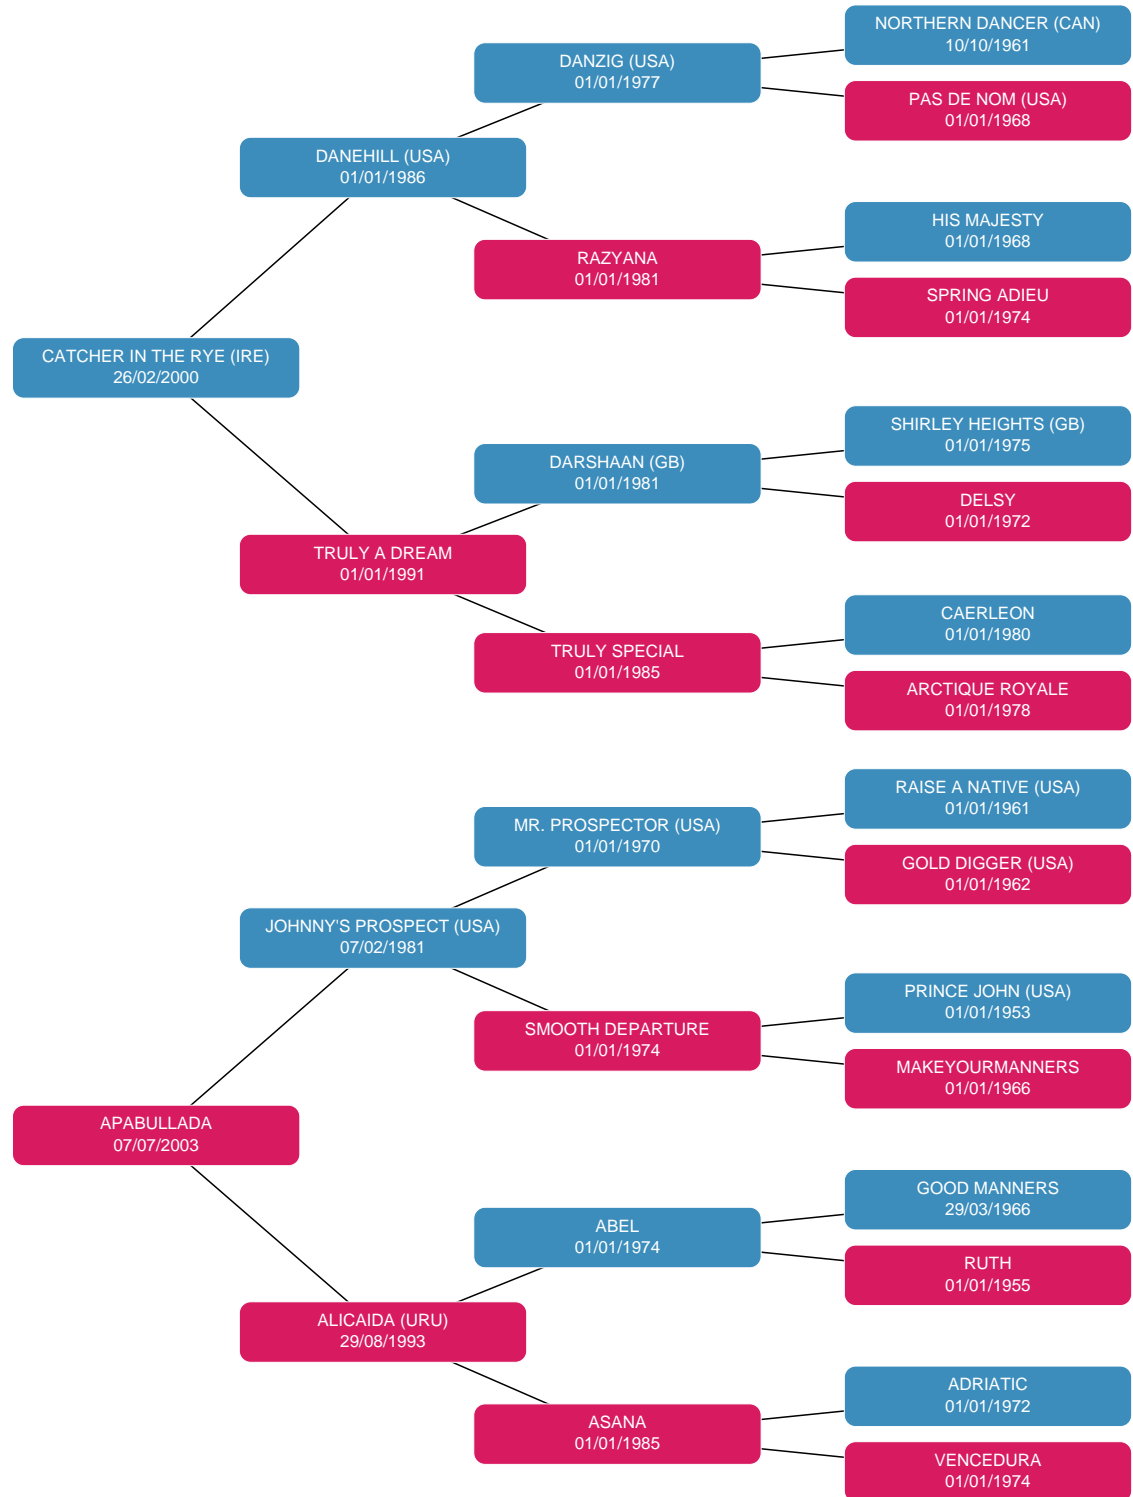 NORTHERN DANCER (CAN)
10/10/1961
DANZIG (USA)
01/01/1977
PAS DE NOM (USA)
01/01/1968
DANEHILL (USA)
01/01/1986
HIS MAJESTY
01/01/1968
RAZYANA
01/01/1981
SPRING ADIEU
01/01/1974
CATCHER IN THE RYE (IRE)
26/02/2000
SHIRLEY HEIGHTS (GB)
01/01/1975
DARSHAAN (GB)
01/01/1981
DELSY
01/01/1972
TRULY A DREAM
01/01/1991
CAERLEON
01/01/1980
TRULY SPECIAL
01/01/1985
ARCTIQUE ROYALE
01/01/1978
RAISE A NATIVE (USA)
01/01/1961
MR. PROSPECTOR (USA)
01/01/1970
GOLD DIGGER (USA)
01/01/1962
JOHNNY'S PROSPECT (USA)
07/02/1981
PRINCE JOHN (USA)
01/01/1953
SMOOTH DEPARTURE
01/01/1974
MAKEYOURMANNERS
01/01/1966
APABULLADA
07/07/2003
GOOD MANNERS
29/03/1966
ABEL
01/01/1974
RUTH
01/01/1955
ALICAIDA (URU)
29/08/1993
ADRIATIC
01/01/1972
ASANA
01/01/1985
VENCEDURA
01/01/1974